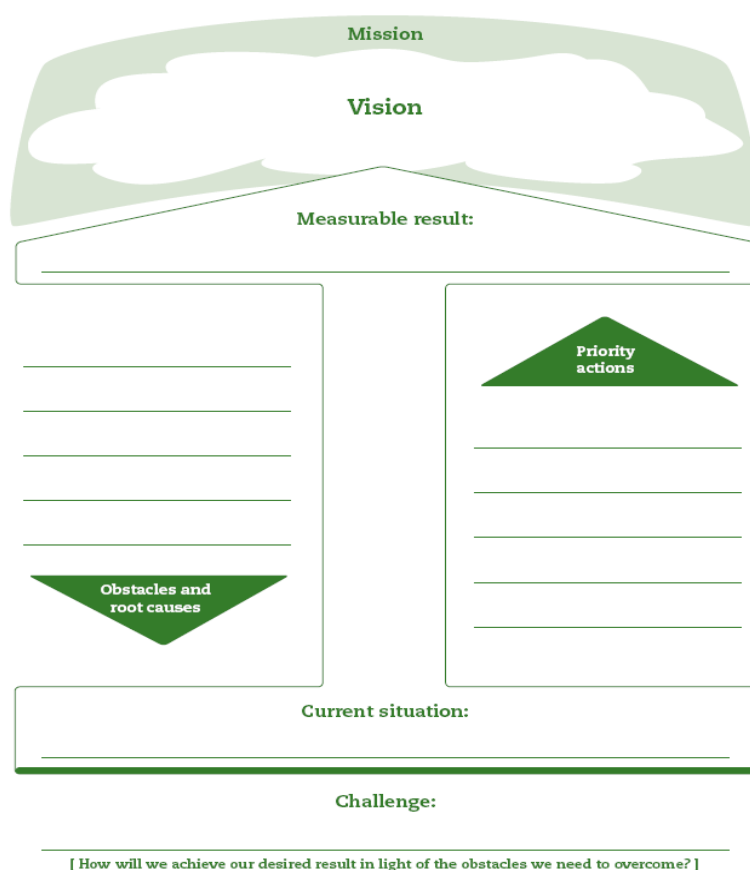 Mission
Vision
Measurable result:
Priority
actions
Obstacles and
root causes
Current situation:
Challenge:
[ How will we achieve our desired result in light of the obstacles we need to overcome? ]